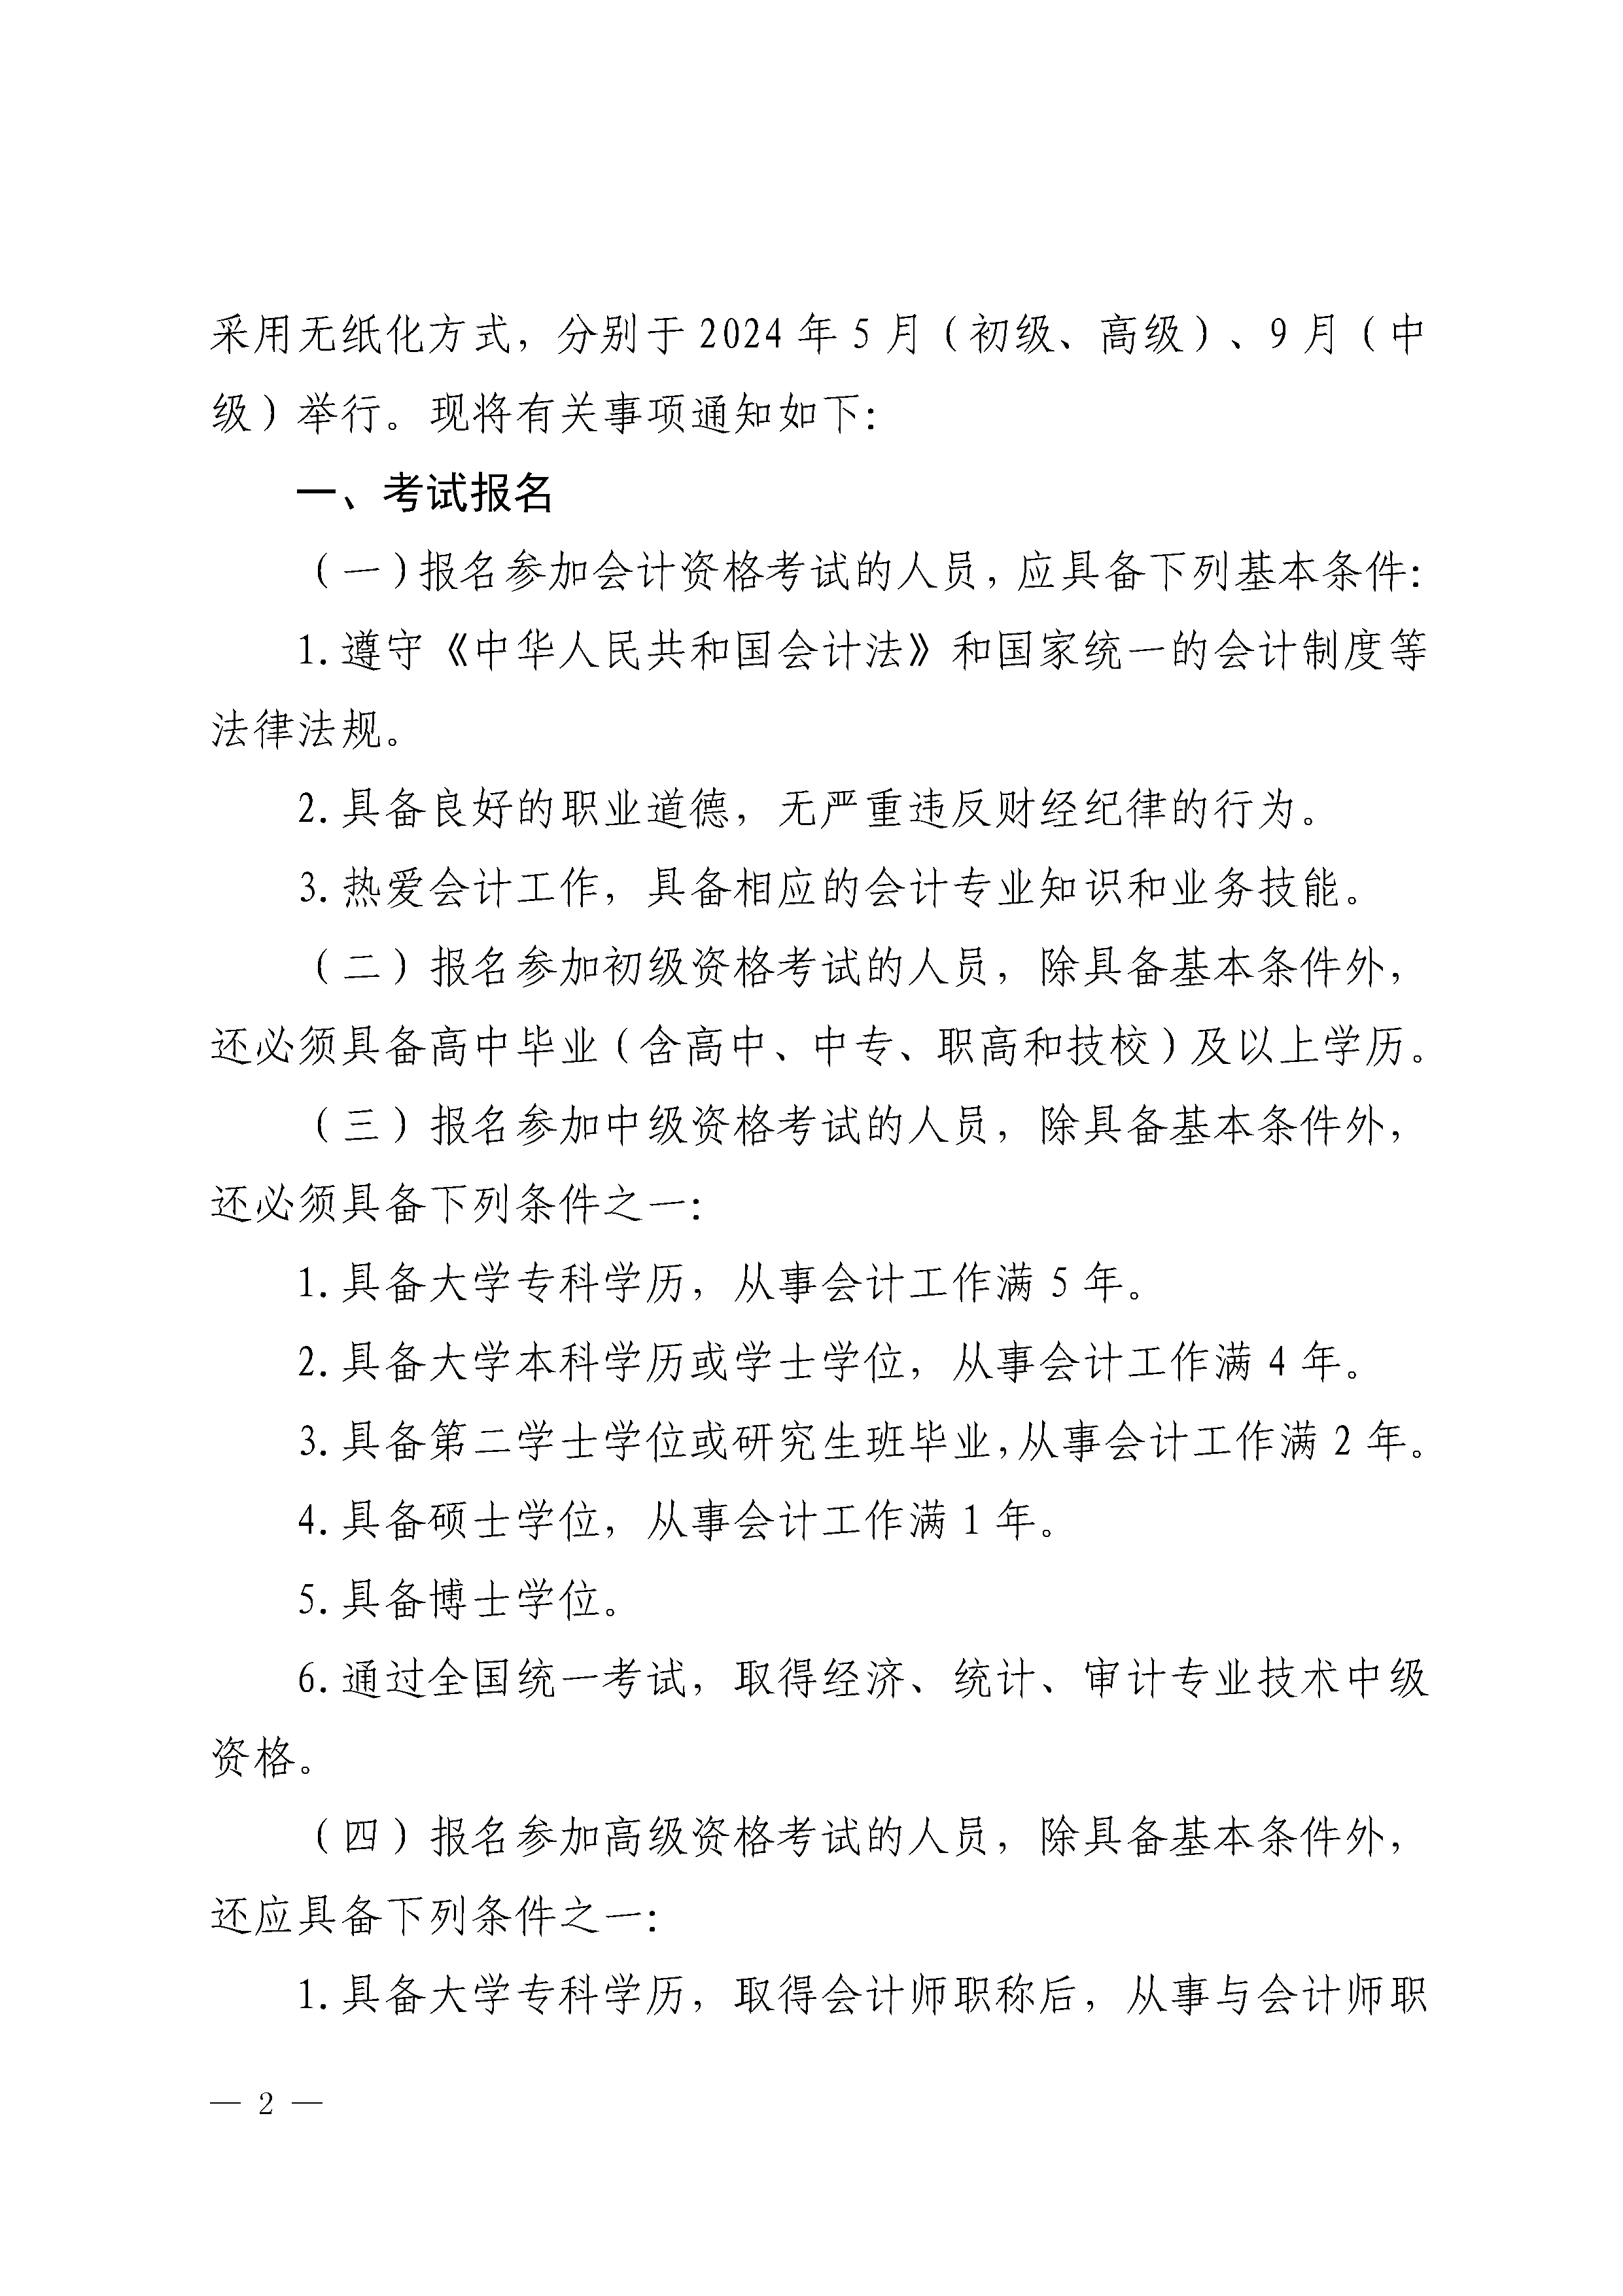 采用无纸化方式，分别于 2024 年 5 月（初级、高级）、9 月（中
级）举行。现将有关事项通知如下：
一、考试报名
（一）报名参加会计资格考试的人员，应具备下列基本条件：
1.遵守《中华人民共和国会计法》和国家统一的会计制度等
法律法规。
2.具备良好的职业道德，无严重违反财经纪律的行为。
3.热爱会计工作，具备相应的会计专业知识和业务技能。
（二）报名参加初级资格考试的人员，除具备基本条件外，
还必须具备高中毕业（含高中、中专、职高和技校）及以上学历。
（三）报名参加中级资格考试的人员，除具备基本条件外，
还必须具备下列条件之一：
1.具备大学专科学历，从事会计工作满 5 年。
2.具备大学本科学历或学士学位，从事会计工作满 4 年。
3.具备第二学士学位或研究生班毕业，从事会计工作满 2 年。
4.具备硕士学位，从事会计工作满 1 年。
5.具备博士学位。
6.通过全国统一考试，取得经济、统计、审计专业技术中级
资格。
（四）报名参加高级资格考试的人员，除具备基本条件外，
还应具备下列条件之一：
1.具备大学专科学历，取得会计师职称后，从事与会计师职
— 2 —